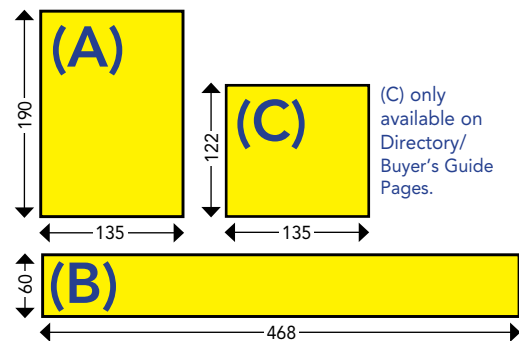 (A)
190
135
(C)
122
135
(C) only
available on
Directory/
Buyer's Guide
Pages.
(B)
60
468